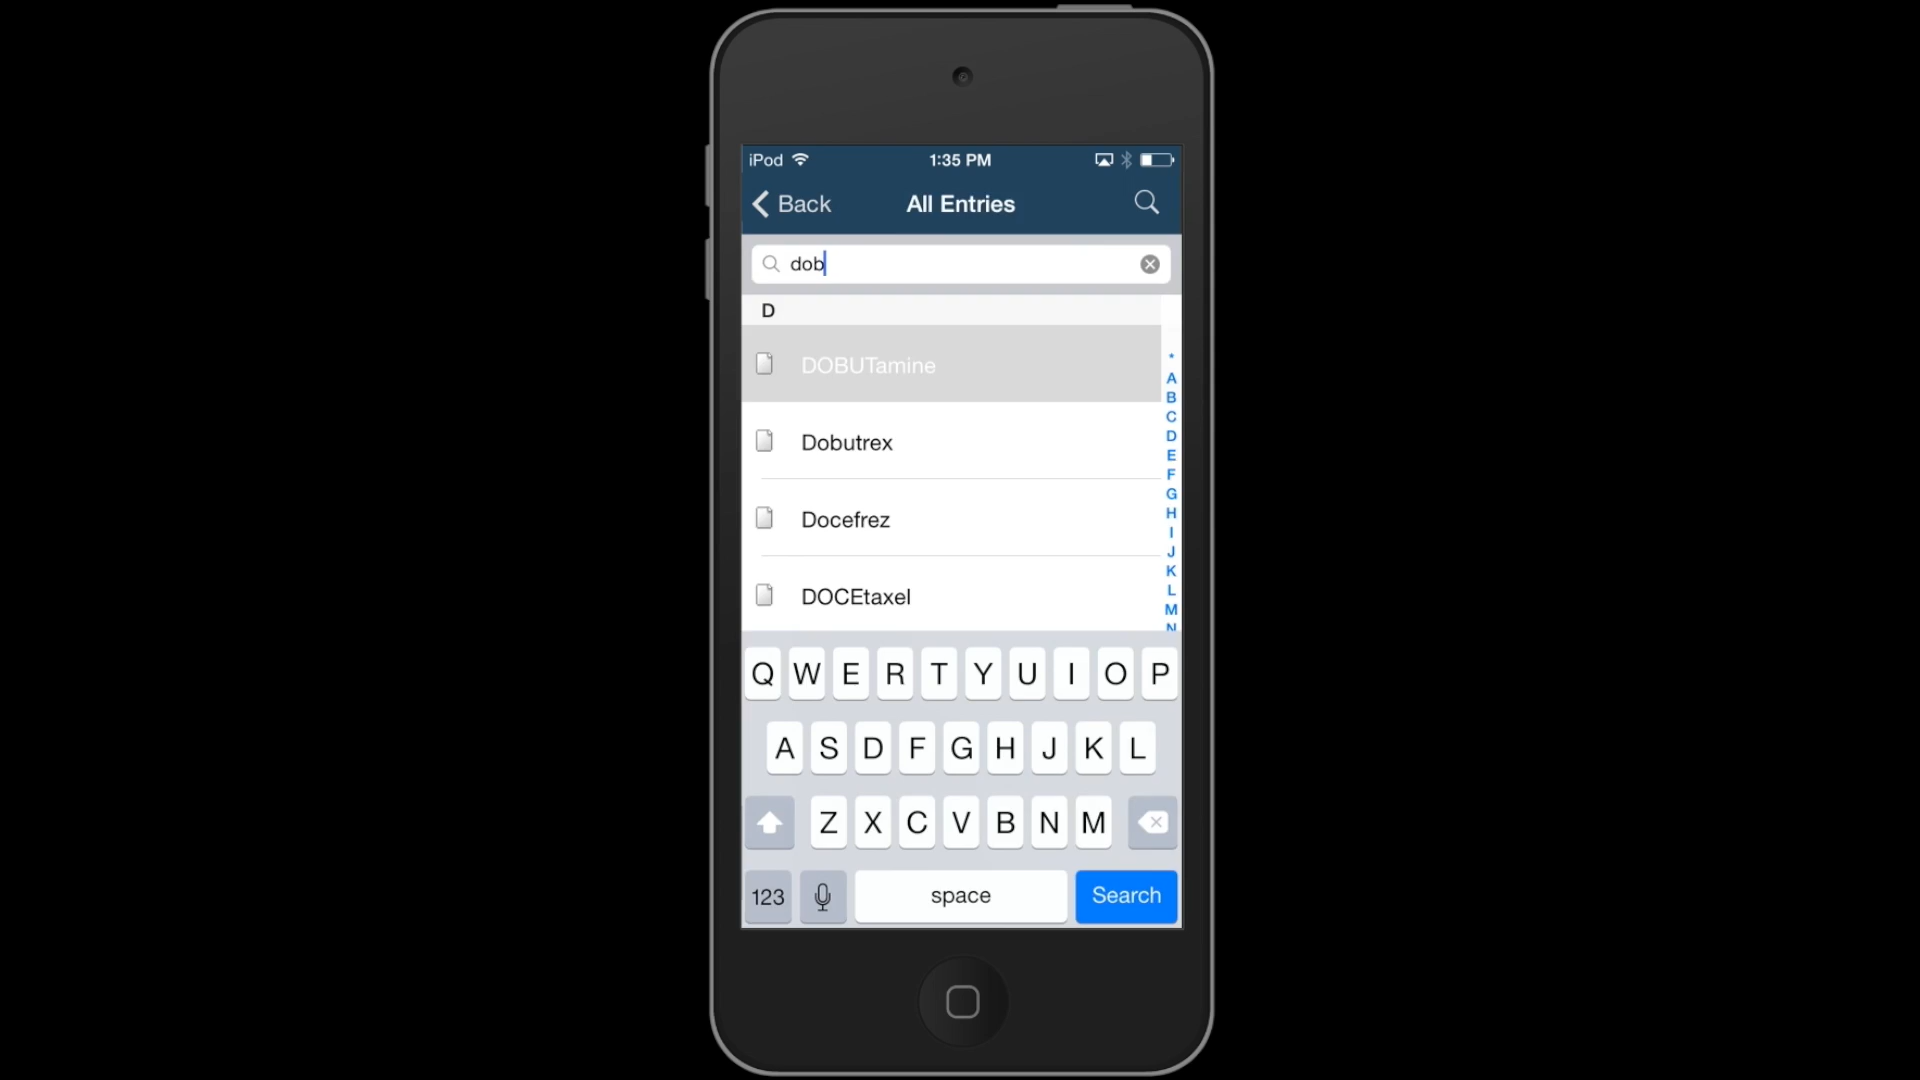 iPod 1:35 PM
Back All Entries
dob
D
DOBUTamine
Dobutrex
Docefrez
DOCEtaxel
*
A
B
C
D
E
F
G
H
I
J
K
L
M
N
Q W E R T Y U I O P
A S D F G H J K L
Z X C V B N M
123 space Search